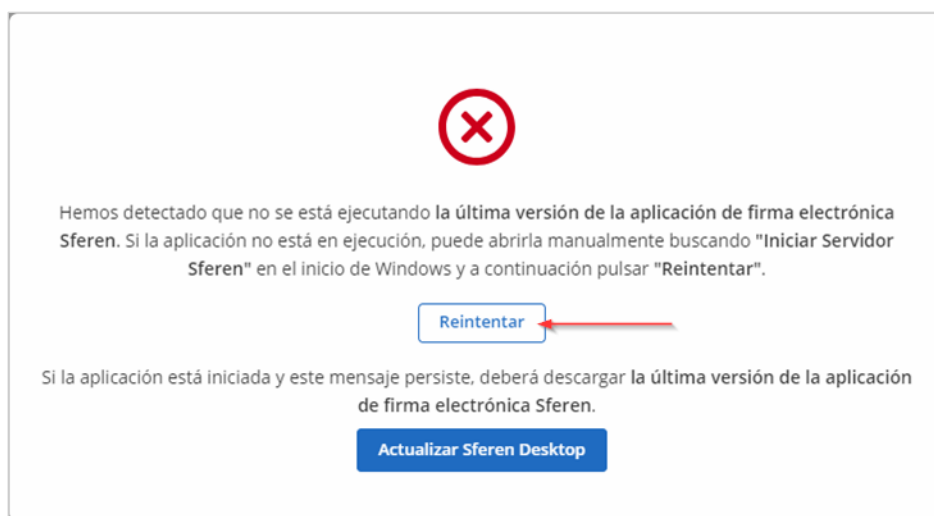 Hemos detectado que no se está ejecutando la última versión de la aplicación de firma electrónica
Sferen. Si la aplicación no está en ejecución, puede abrirla manualmente buscando "Iniciar Servidor
Sferen" en el inicio de Windows y a continuación pulsar "Reintentar".
Reintentar
Si la aplicación está iniciada y este mensaje persiste, deberá descargar la última versión de la aplicación
de firma electrónica Sferen.
Actualizar Sferen Desktop